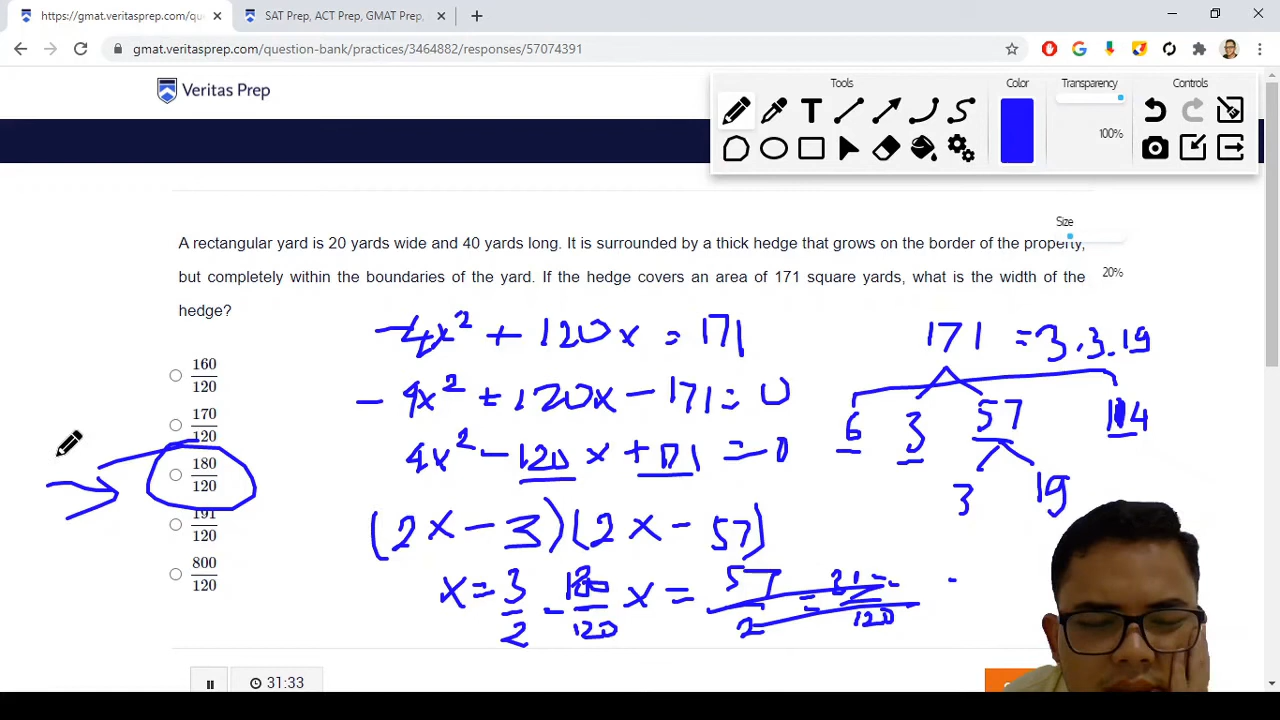 https://gmat.veritasprep.com/qu
SAT Prep, ACT Prep, GMAT Prep,
gmat.veritasprep.com/question-bank/practices/3464882/responses/57074391
Veritas Prep
Tools
Color
Transparency
Controls
100%
Size
20%
A rectangular yard is 20 yards wide and 40 yards long. It is surrounded by a thick hedge that grows on the border of the property,
but completely within the boundaries of the yard. If the hedge covers an area of 171 square yards, what is the width of the
hedge?
160
120
170
120
180
120
191
120
800
120
-4x² + 120x = 171
- 4x² + 120x - 171 = 0
4x² - 120x + 171 = 0
(2x - 3)(2x - 57)
x = 3/2 = 180/120 x = 57/2 =
171 = 3.3.19
6 3 57 114
3 19
31:33